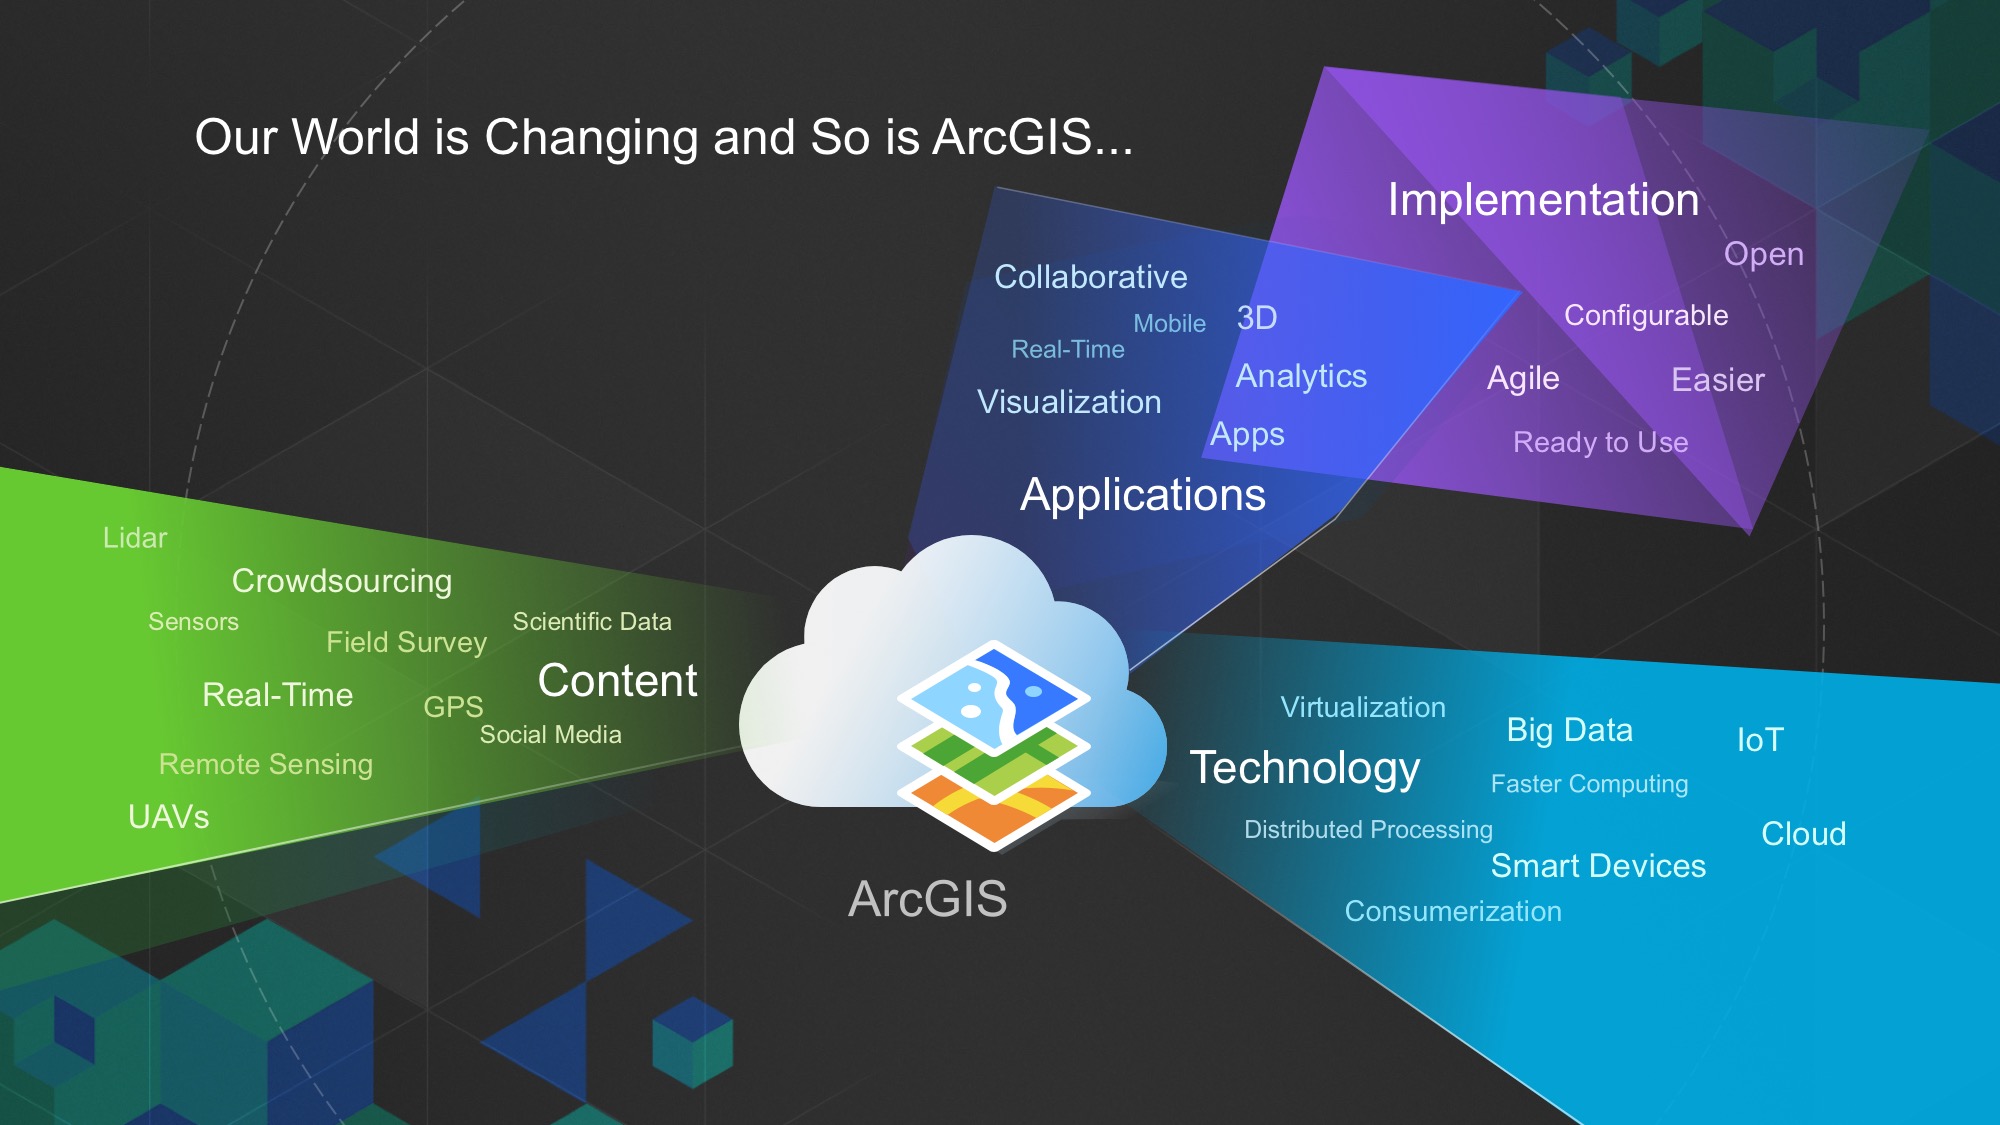 Our World is Changing and So is ArcGIS...
Implementation
Open
Configurable
Agile
Easier
Ready to Use
Collaborative
Mobile
3D
Real-Time
Analytics
Visualization
Apps
Applications
Lidar
Crowdsourcing
Sensors
Scientific Data
Field Survey
Content
Real-Time
GPS
Social Media
Remote Sensing
UAVs
ArcGIS
Virtualization
Big Data
IoT
Technology
Faster Computing
Distributed Processing
Cloud
Smart Devices
Consumerization